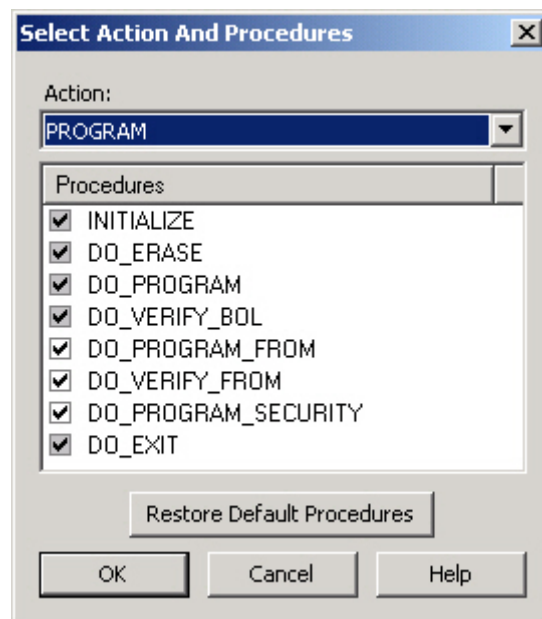 Select Action And Procedures
Action:
PROGRAM
Procedures
INITIALIZE
DO_ERASE
DO_PROGRAM
DO_VERIFY_BOL
DO_PROGRAM_FROM
DO_VERIFY_FROM
DO_PROGRAM_SECURITY
DO_EXIT
Restore Default Procedures
OK Cancel Help